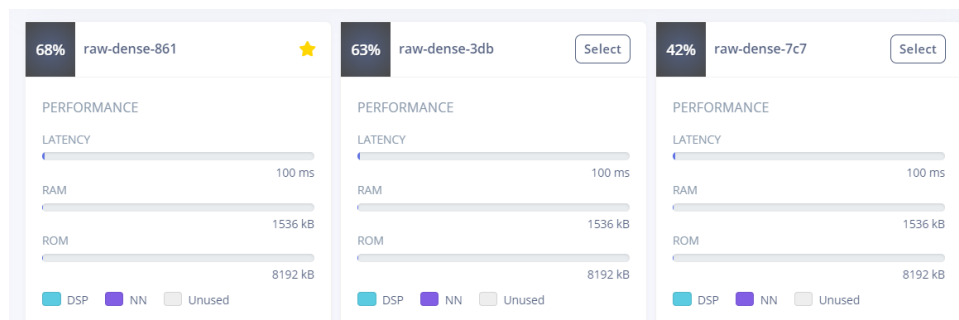 68% raw-dense-861
63% raw-dense-3db Select
42% raw-dense-7c7 Select
PERFORMANCE PERFORMANCE PERFORMANCE
LATENCY LATENCY LATENCY
100 ms 100 ms 100 ms
RAM RAM RAM
1536 kB 1536 kB 1536 kB
ROM ROM ROM
8192 kB 8192 kB 8192 kB
DSP NN Unused DSP NN Unused DSP NN Unused